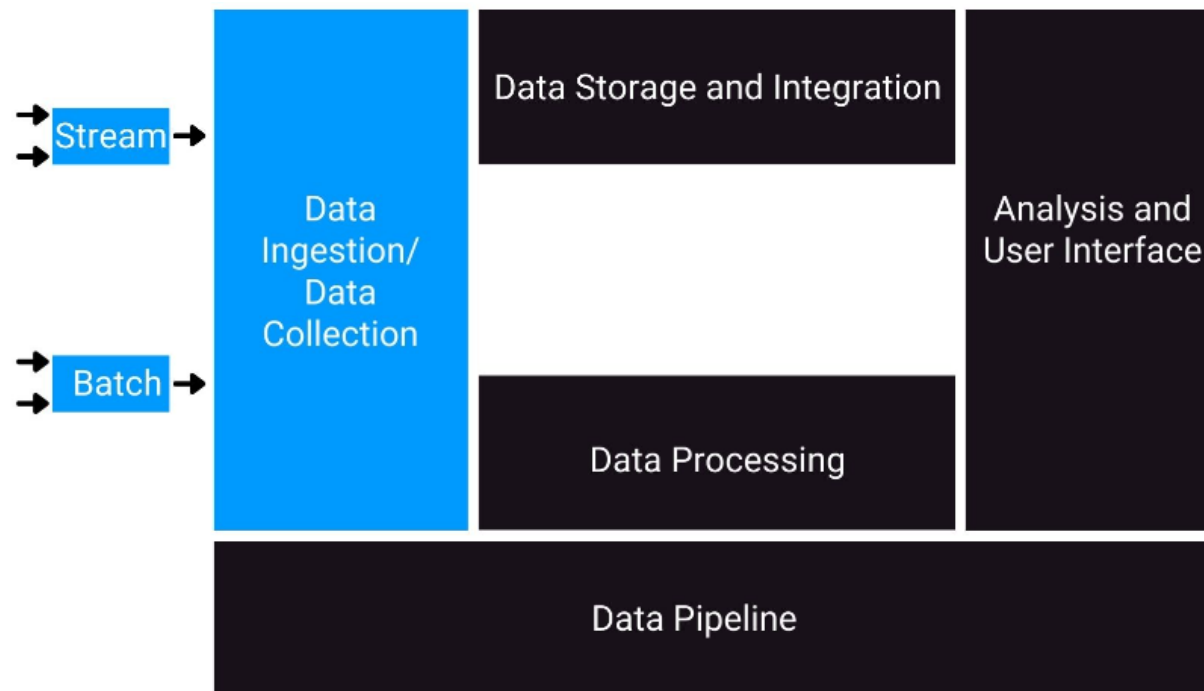 Stream
Batch
Data
Ingestion/
Data
Collection
Data Storage and Integration
Data Processing
Analysis and
User Interface
Data Pipeline